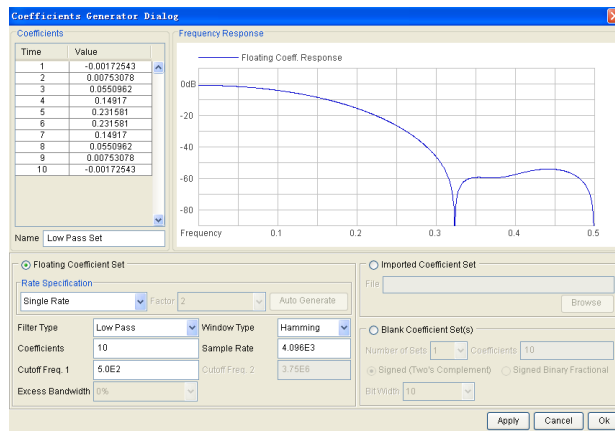 Coefficients Generator Dialog
Coefficients
Time Value
1 -0.00172543
2 0.00753078
3 0.0550962
4 0.14917
5 0.231581
6 0.231581
7 0.14917
8 0.0550962
9 0.00753078
10 -0.00172543
Name Low Pass Set
Frequency Response
Floating Coeff. Response
0dB
-20
-40
-60
-80
Frequency 0.1 0.2 0.3 0.4 0.5
Floating Coefficient Set
Rate Specification
Single Rate Factor 2 Auto Generate
Filter Type Low Pass Window Type Hamming
Coefficients 10 Sample Rate 4.096E3
Cutoff Freq. 1 5.0E2 Cutoff Freq. 2 3.75E6
Excess Bandwidth 0%
Imported Coefficient Set
File
Browse
Blank Coefficient Set(s)
Number of Sets 1 Coefficients 10
Signed (Two's Complement) Signed Binary Fractional
Bit Width 10
Apply Cancel Ok